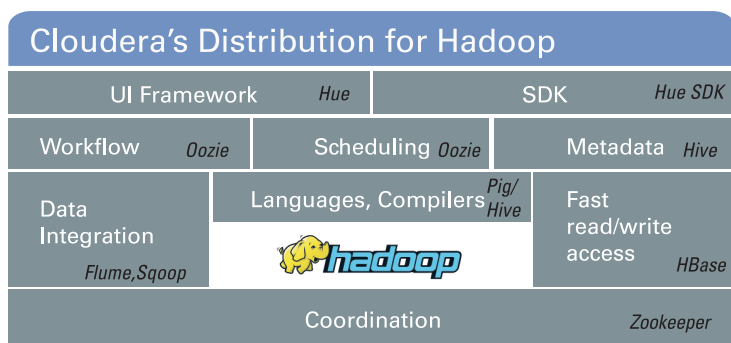 Cloudera's Distribution for Hadoop
UI Framework Hue
SDK Hue SDK
Workflow Oozie
Scheduling Oozie
Metadata Hive
Data
Integration
Flume,Sqoop
Languages, Compilers Pig/
Hive
hadoop
Fast
read/write
access
HBase
Coordination Zookeeper